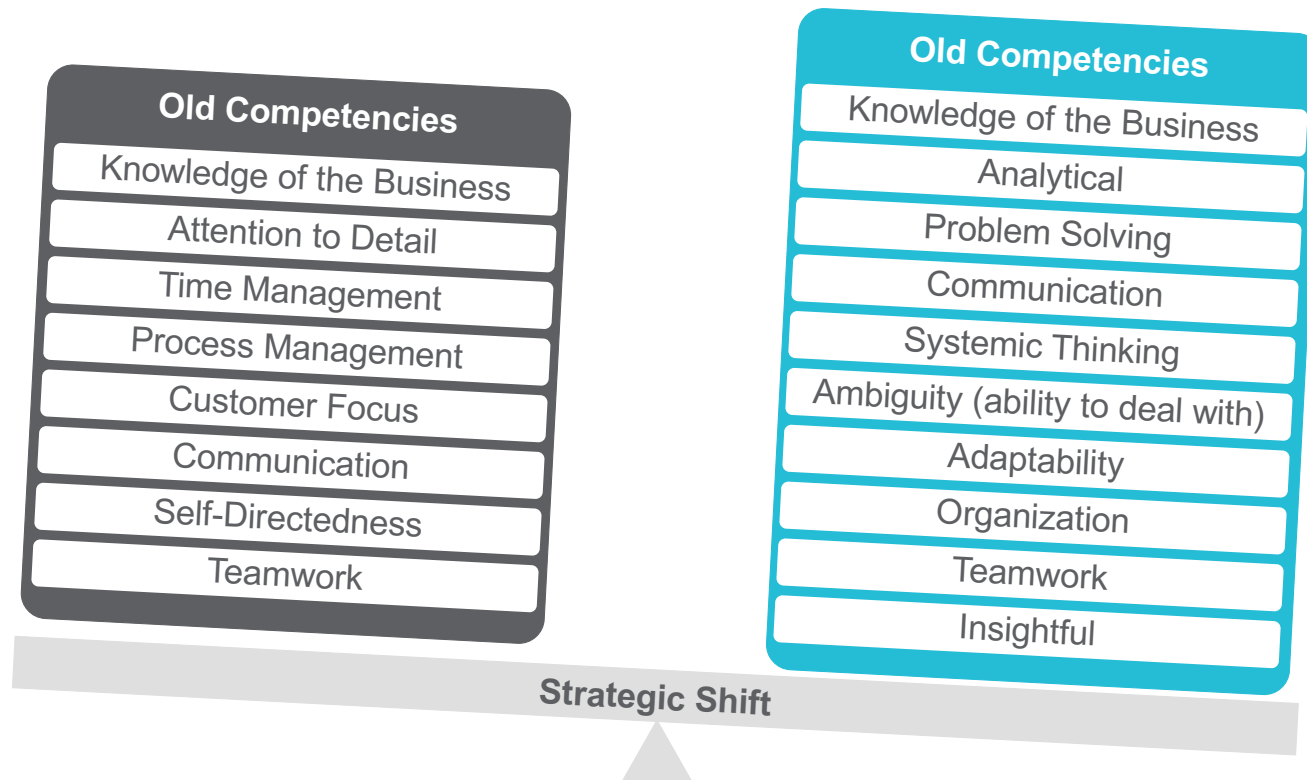 Old Competencies
Knowledge of the Business
Attention to Detail
Time Management
Process Management
Customer Focus
Communication
Self-Directedness
Teamwork
Old Competencies
Knowledge of the Business
Analytical
Problem Solving
Communication
Systemic Thinking
Ambiguity (ability to deal with)
Adaptability
Organization
Teamwork
Insightful
Strategic Shift